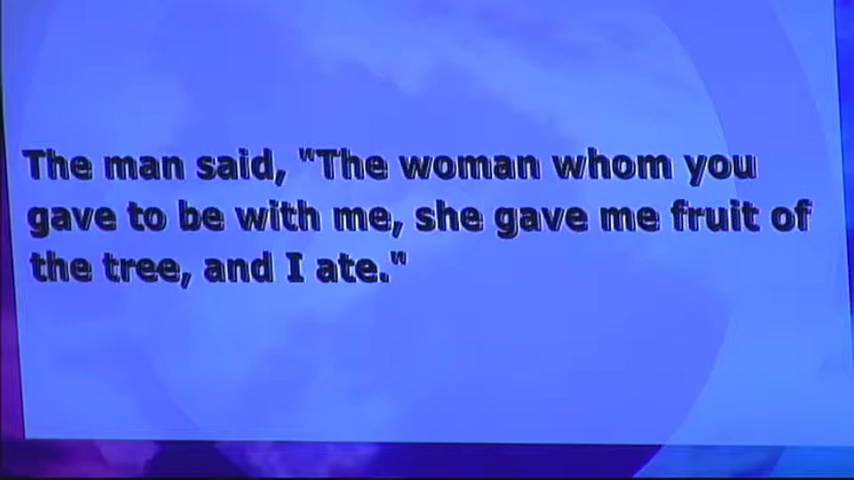 The man said, "The woman whom you
gave to be with me, she gave me fruit of
the tree, and I ate."